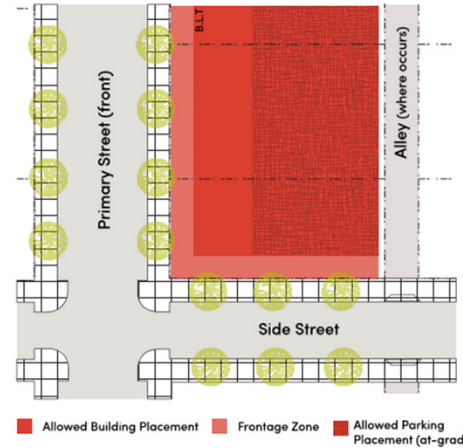 B.L.T
Primary Street (front)
Alley (where occurs)
Side Street
Allowed Building Placement
Frontage Zone
Allowed Parking
Placement (at-grad